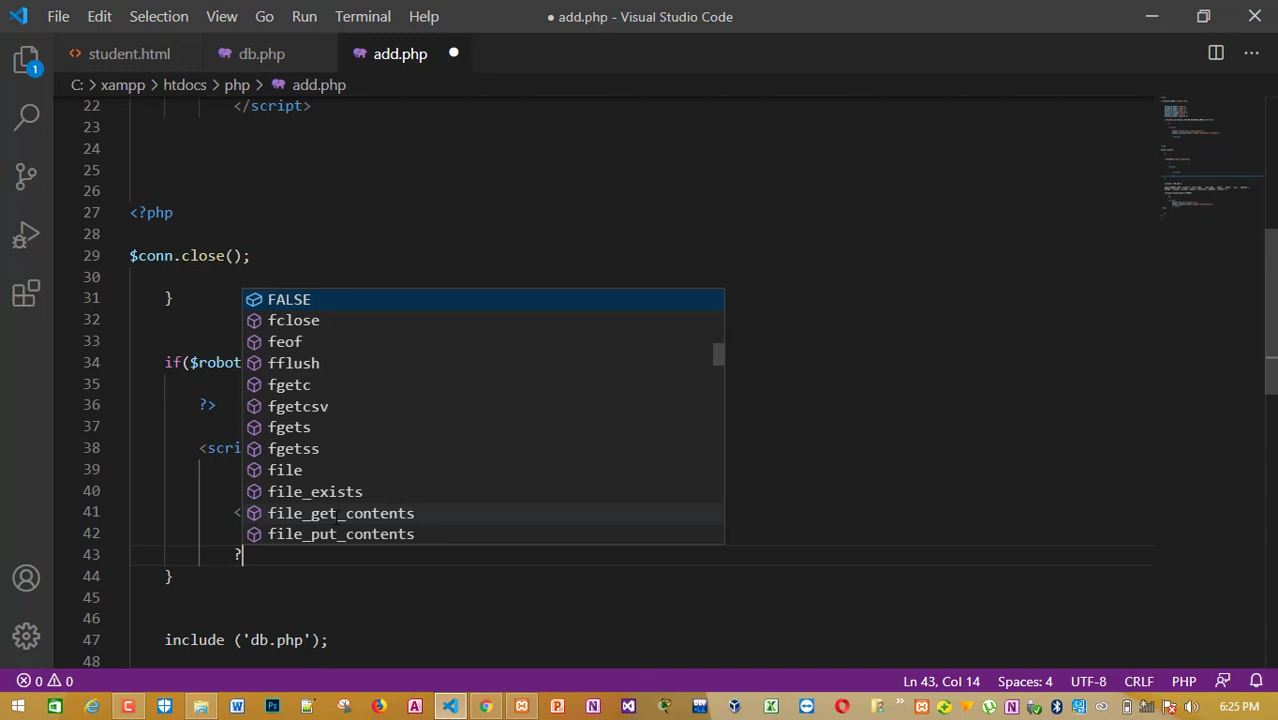 File Edit Selection View Go Run Terminal Help
● add.php - Visual Studio Code
student.html db.php add.php
C: > xampp > htdocs > php > add.php
1
22 </script>
23
24
25
26
27 <?php
28
29 $conn.close();
30
31 }
32
33
34 if($robot
35
36 ?>
37
38 <scri
39
40
41 <
42
43 ?
44 }
45
46
47 include ('db.php');
48
FALSE
fclose
feof
fflush
fgetc
fgetcsv
fgets
fgetss
file
file_exists
file_get_contents
file_put_contents
0 0 Ln 43, Col 14 Spaces: 4 UTF-8 CRLF PHP
6:25 PM